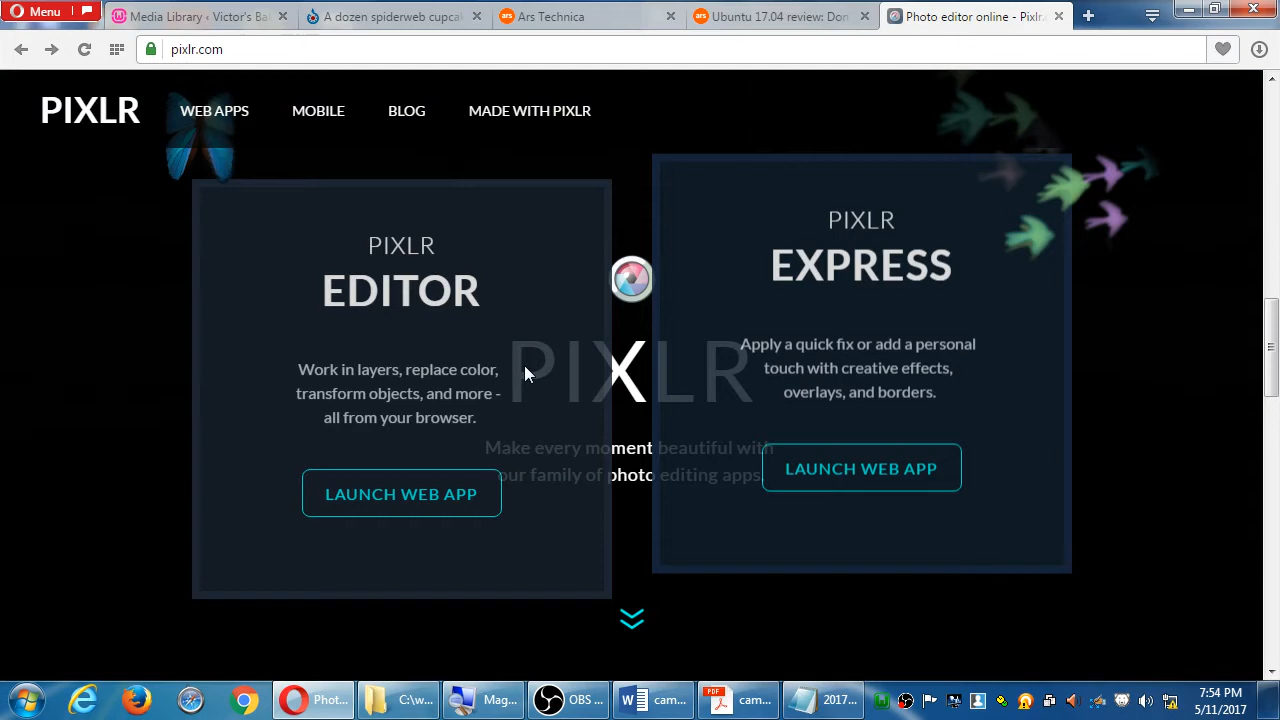 Menu
Media Library ‹ Victor's Ba
A dozen spiderweb cupca
Ars Technica
Ubuntu 17.04 review: Don
Photo editor online - Pixlr.
pixlr.com
PIXLR
WEB APPS
MOBILE
BLOG
MADE WITH PIXLR
PIXLR
EDITOR
Work in layers, replace color,
transform objects, and more -
all from your browser.
LAUNCH WEB APP
PIXLR
Make every moment beautiful with
our family of photo editing apps.
PIXLR
EXPRESS
Apply a quick fix or add a personal
touch with creative effects,
overlays, and borders.
LAUNCH WEB APP
Phot...
C:\w...
Mag...
OBS ...
cam...
PDF
cam...
2017...
7:54 PM
5/11/2017